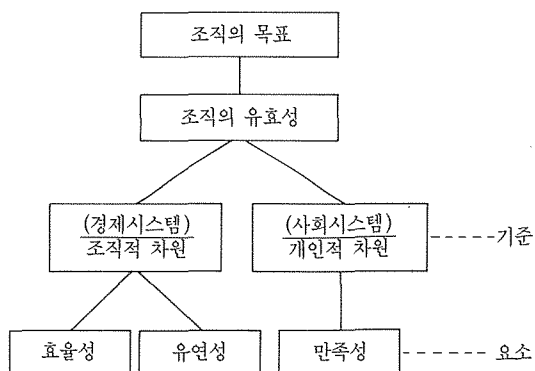 조직의 목표
조직의 유효성
(경제시스템)
조직적 차원
(사회시스템)
개인적 차원
기준
효율성
유연성
만족성
요소